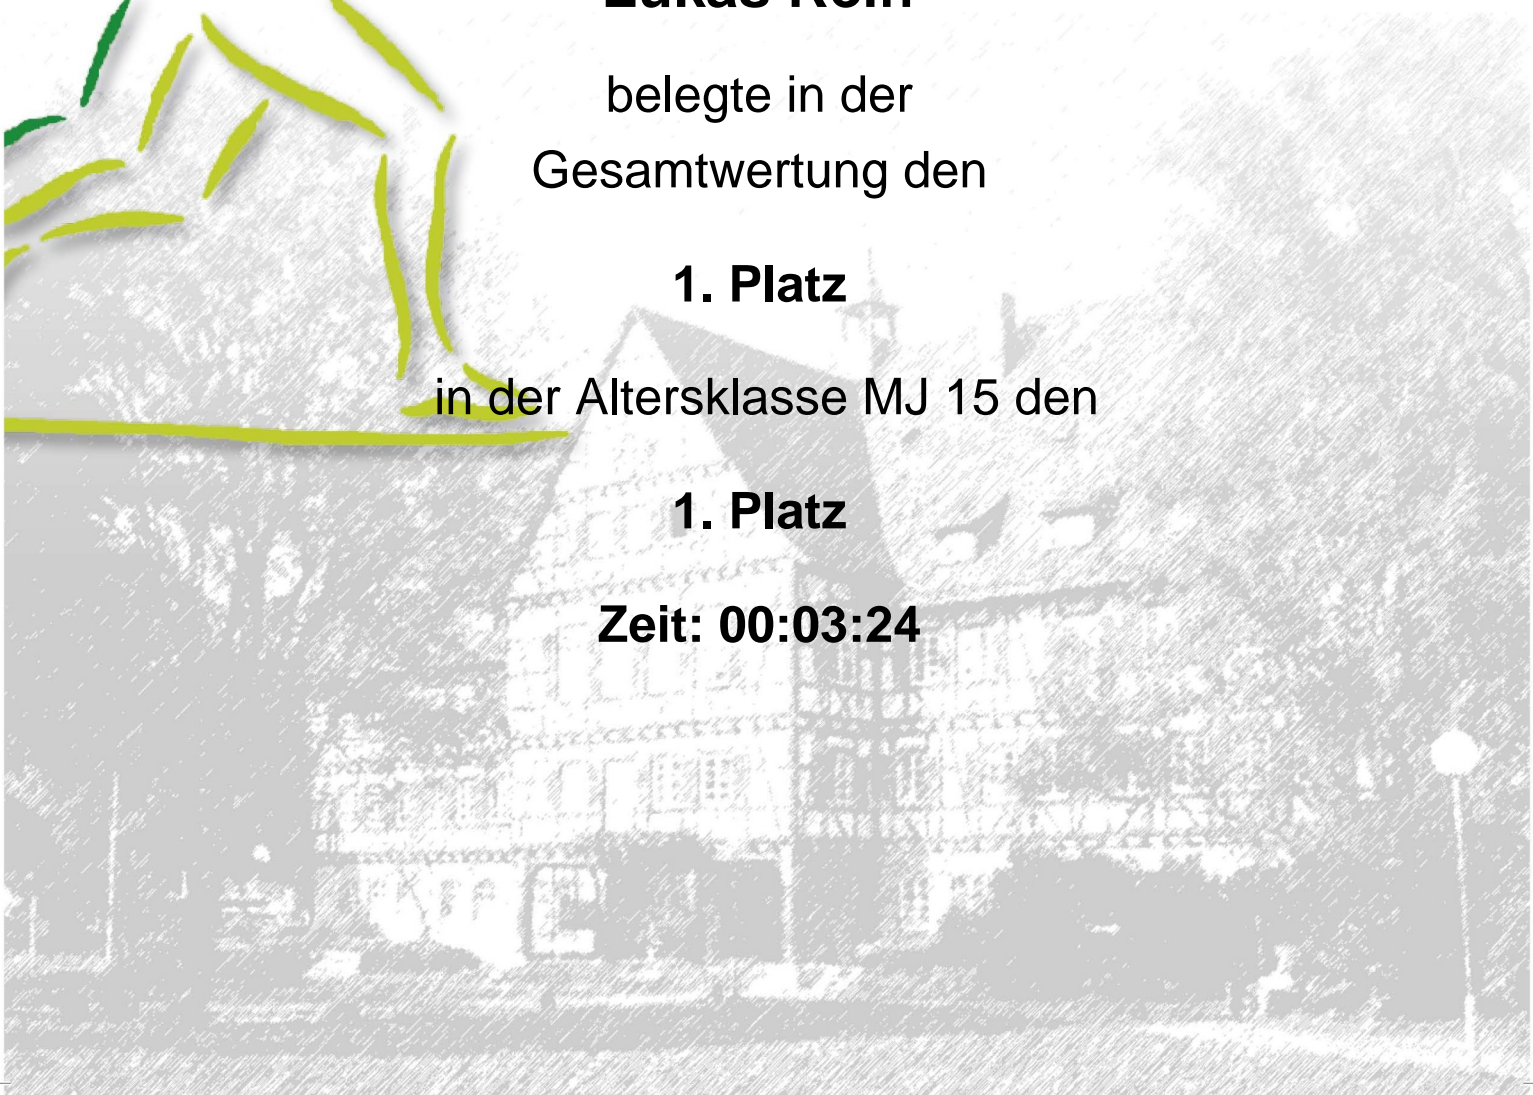 Lukas
belegte in der
Gesamtwertung den
1. Platz
in der Altersklasse MJ 15 den
1. Platz
Zeit: 00:03:24